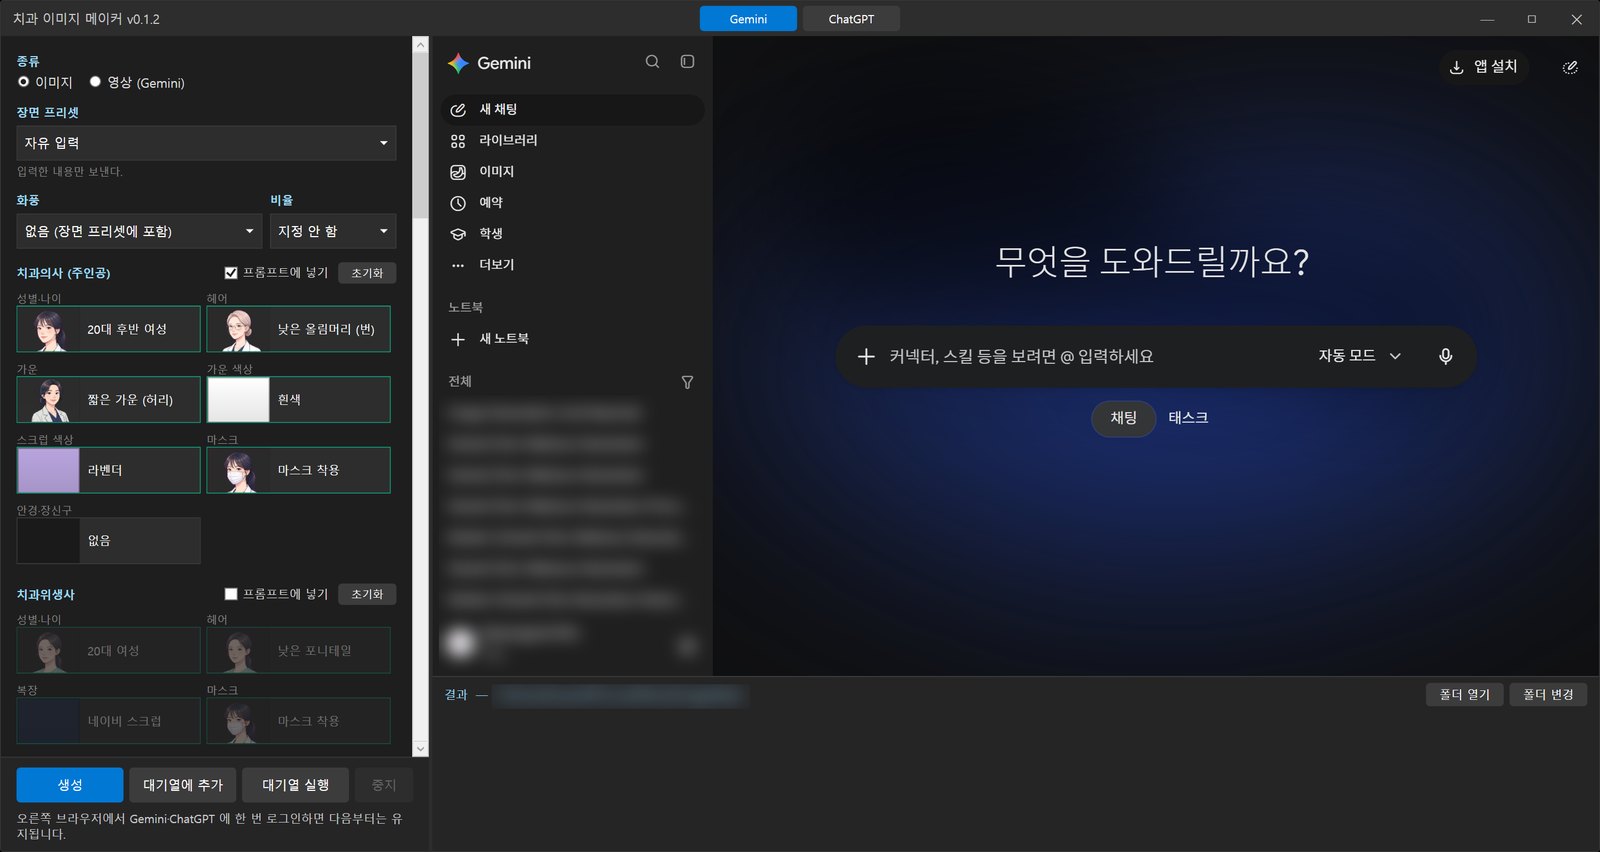 치과 이미지 메이커 v0.1.2
Gemini
ChatGPT
종류
이미지
영상 (Gemini)
장면 프리셋
자유 입력
입력한 내용만 보낸다.
화풍
비율
없음 (장면 프리셋에 포함)
지정 안 함
치과의사 (주인공)
프롬프트에 넣기
초기화
성별·나이
헤어
20대 후반 여성
낮은 올림머리 (번)
가운
가운 색상
짧은 가운 (허리)
흰색
스크럽 색상
마스크
라벤더
마스크 착용
안경·장신구
없음
치과위생사
프롬프트에 넣기
초기화
성별·나이
헤어
20대 여성
낮은 포니테일
복장
마스크
네이비 스크럽
마스크 착용
생성
대기열에 추가
대기열 실행
중지
오른쪽 브라우저에서 Gemini·ChatGPT 에 한 번 로그인하면 다음부터는 유
지됩니다.
Gemini
새 채팅
라이브러리
이미지
예약
학생
더보기
노트북
새 노트북
전체
앱 설치
무엇을 도와드릴까요?
커넥터, 스킬 등을 보려면 @ 입력하세요
자동 모드
채팅
태스크
결과 —
폴더 열기
폴더 변경